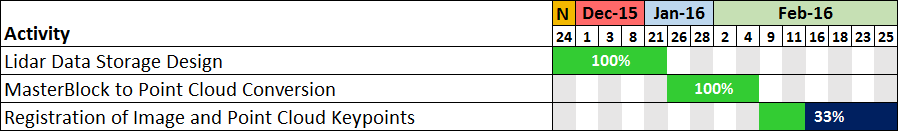 N Dec-15 Jan-16 Feb-16
Activity 24 1 3 8 21 26 28 2 4 9 11 16 18 23 25
Lidar Data Storage Design 100%
MasterBlock to Point Cloud Conversion 100%
Registration of Image and Point Cloud Keypoints 33%